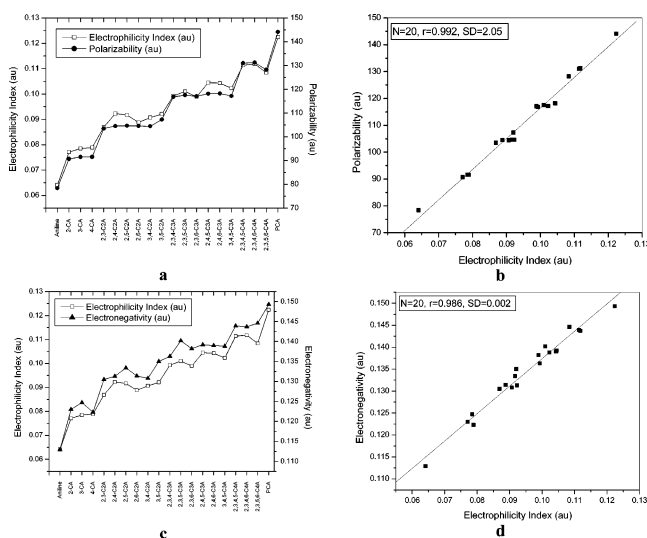 0.13
0.12
0.11
0.10
0.09
0.08
0.07
0.06
Electrophilicity Index (au)
Electrophilicity Index (au)
Polarizability (au)
150
140
130
120
110
100
90
80
70
Polarizability (au)
Aniline
2-CA
3-CA
4-CA
2,3-C2A
2,4-C2A
2,5-C2A
2,6-C2A
3,4-C2A
3,5-C2A
2,3,4-C3A
2,3,5-C3A
2,3,6-C3A
2,4,5-C3A
3,4,5-C3A
2,3,4,5-C4A
2,3,4,6-C4A
2,3,5,6-C4A
PCA
a
N=20, r=0.992, SD=2.05
150
140
130
120
110
100
90
80
70
Polarizability (au)
0.06 0.07 0.08 0.09 0.10 0.11 0.12 0.13
Electrophilicity Index (au)
b
0.13
0.12
0.11
0.10
0.09
0.08
0.07
0.06
Electrophilicity Index (au)
Electrophilicity Index (au)
Electronegativity (au)
0.150
0.145
0.140
0.135
0.130
0.125
0.120
0.115
0.110
Electronegativity (au)
Aniline
2-CA
3-CA
4-CA
2,3-C2A
2,4-C2A
2,5-C2A
2,6-C2A
3,4-C2A
3,5-C2A
2,3,4-C3A
2,3,5-C3A
2,3,6-C3A
2,4,5-C3A
3,4,5-C3A
2,3,4,5-C4A
2,3,4,6-C4A
2,3,5,6-C4A
PCA
c
N=20, r=0.986, SD=0.002
0.150
0.145
0.140
0.135
0.130
0.125
0.120
0.115
0.110
Electronegativity (au)
0.06 0.07 0.08 0.09 0.10 0.11 0.12 0.13
Electrophilicity Index (au)
d